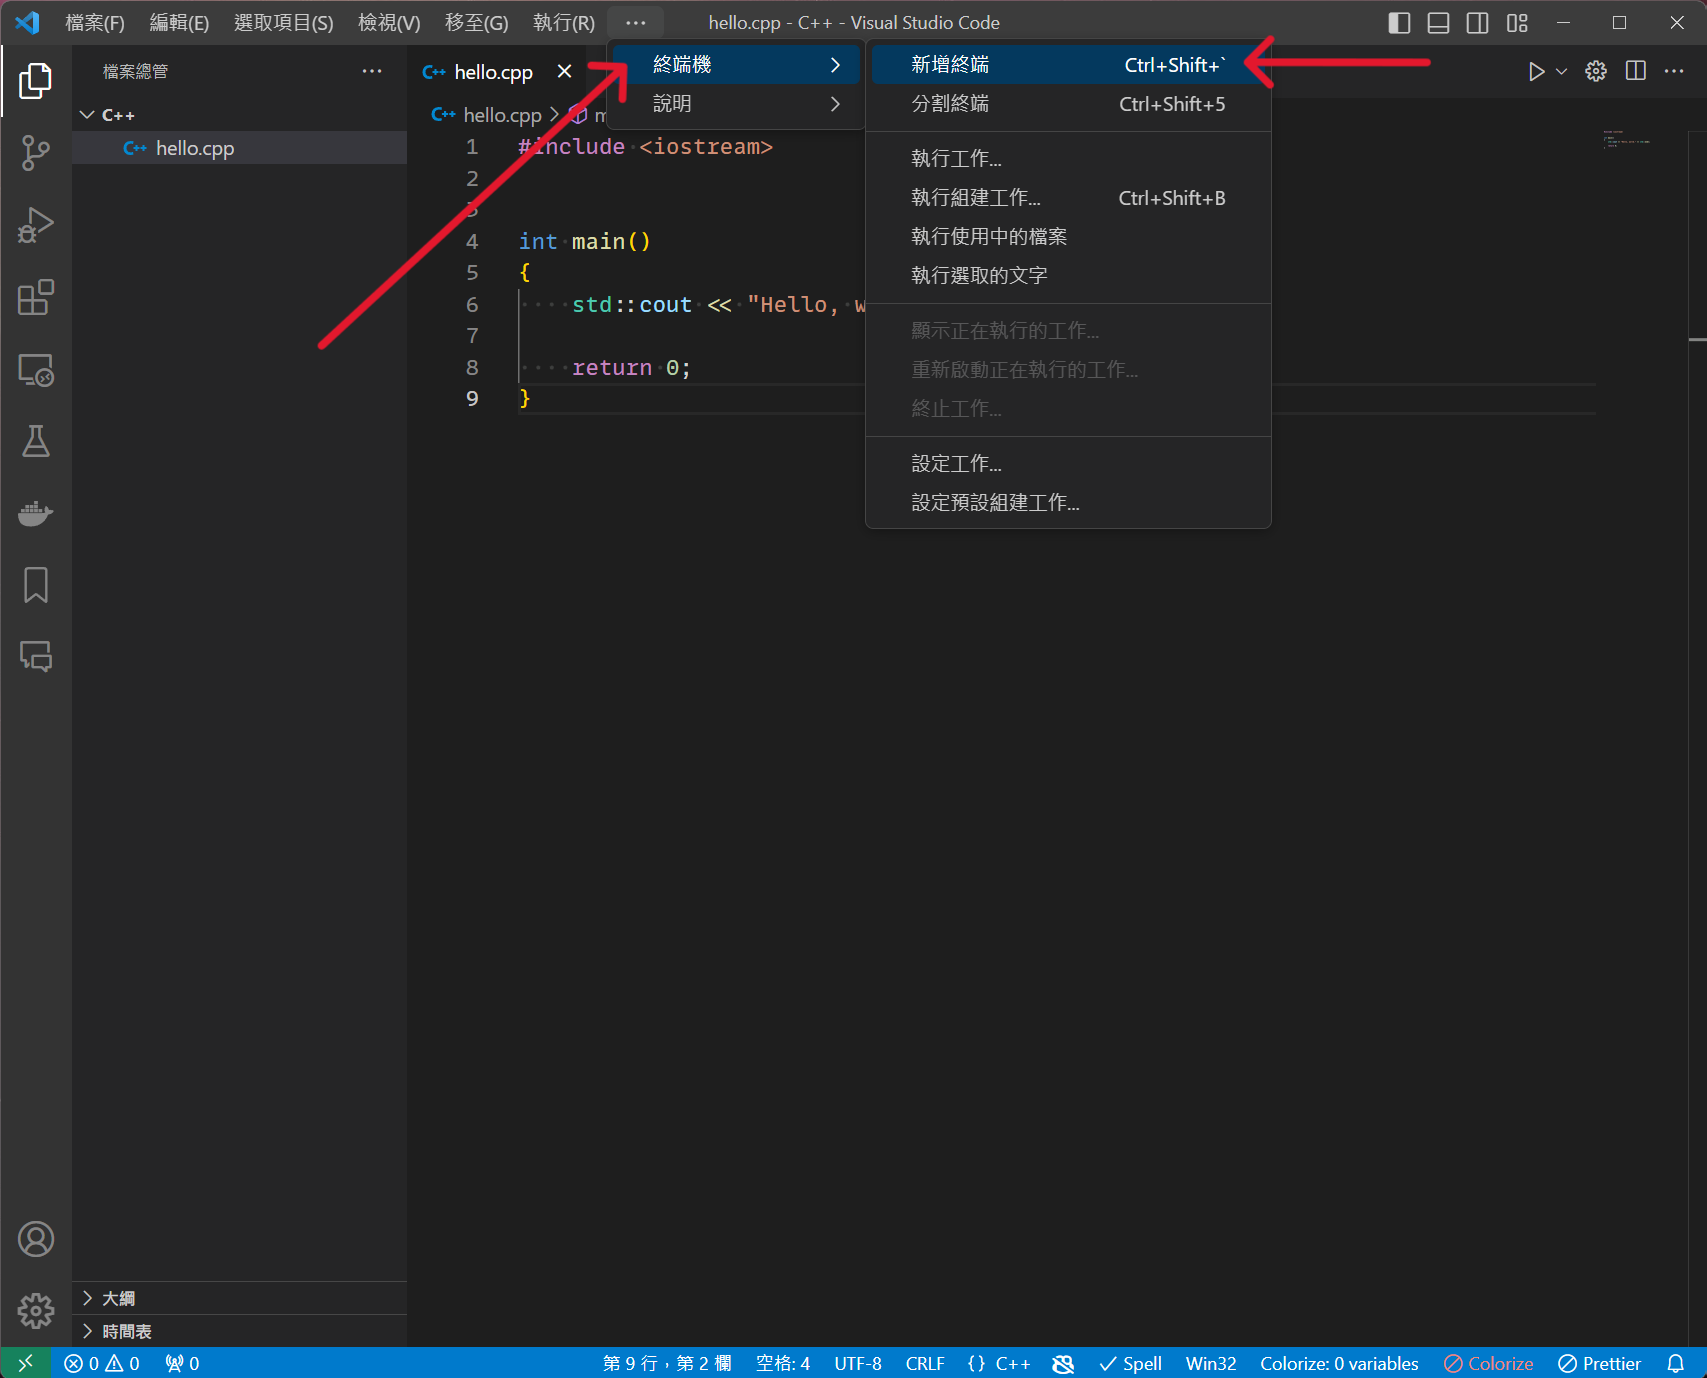 檔案(F) 編輯(E) 選取項目(S) 檢視(V) 移至(G) 執行(R) ··· hello.cpp - C++ - Visual Studio Code
檔案總管 ···
C++
C++ hello.cpp
C++ hello.cpp
C++ hello.cpp
終端機
說明
新增終端 Ctrl+Shift+`
分割終端 Ctrl+Shift+5
執行工作...
執行組建工作... Ctrl+Shift+B
執行使用中的檔案
執行選取的文字
顯示正在執行的工作...
重新啟動正在執行的工作...
終止工作...
設定工作...
設定預設組建工作...
1 #include <iostream>
2
3
4 int main()
5 {
6 std::cout << "Hello, w
7
8 return 0;
9 }
大綱
時間表
0 0 0 第 9 行,第 2 欄 空格: 4 UTF-8 CRLF {} C++ Spell Win32 Colorize: 0 variables Colorize Prettier